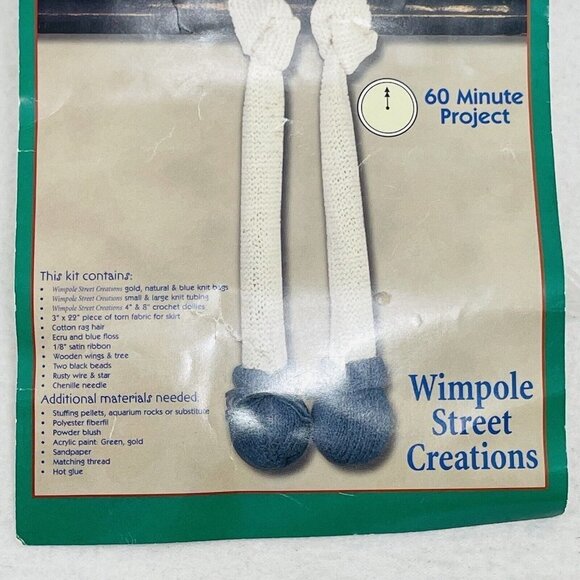 60 Minute
Project
This kit contains:
• Wimpole Street Creations gold, natural & blue knit bags
• Wimpole Street Creations small & large knit tubing
• Wimpole Street Creations 4" & 8" crochet doilies
• 3" x 22" piece of torn fabric for skirt
• Cotton rag hair
• Ecru and blue floss
• 1/8" satin ribbon
• Wooden wings & tree
• Two black beads
• Rusty wire & star
• Chenille needle
Additional materials needed:
• Stuffing pellets, aquarium rocks or substitute
• Polyester fiberfil
• Powder blush
• Acrylic paint: Green, gold
• Sandpaper
• Matching thread
• Hot glue
Wimpole
Street
Creations